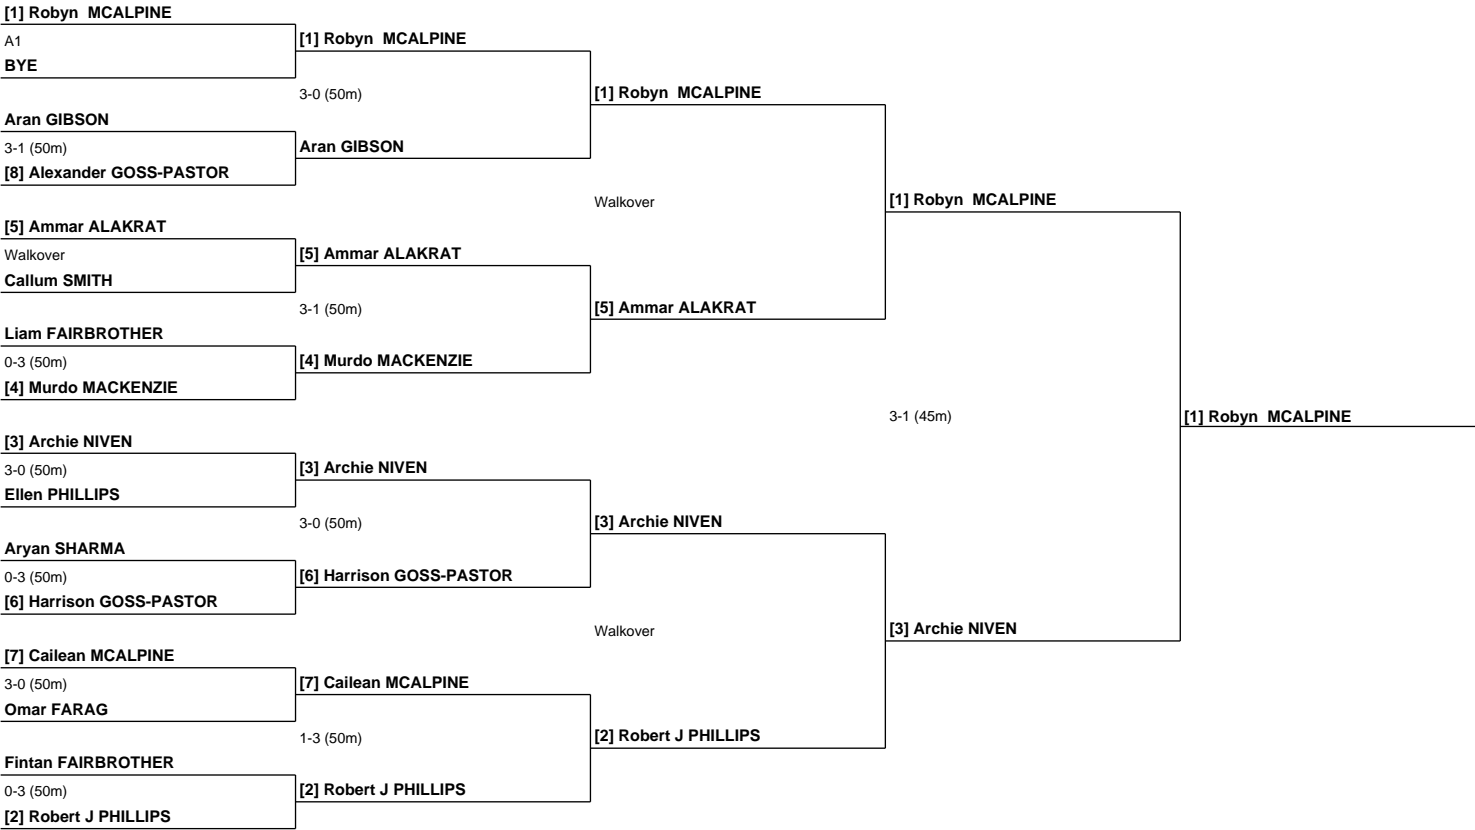 [1] Robyn  MCALPINE
A1
BYE
Aran GIBSON
3-1 (50m)
[8] Alexander GOSS-PASTOR
[5] Ammar ALAKRAT
Walkover
Callum SMITH
Liam FAIRBROTHER
0-3 (50m)
[4] Murdo MACKENZIE
[3] Archie NIVEN
3-0 (50m)
Ellen PHILLIPS
Aryan SHARMA
0-3 (50m)
[6] Harrison GOSS-PASTOR
[7] Cailean MCALPINE
3-0 (50m)
Omar FARAG
Fintan FAIRBROTHER
0-3 (50m)
[2] Robert J PHILLIPS
[1] Robyn  MCALPINE
3-0 (50m)
Aran GIBSON
[5] Ammar ALAKRAT
3-1 (50m)
[4] Murdo MACKENZIE
[3] Archie NIVEN
3-0 (50m)
[6] Harrison GOSS-PASTOR
[7] Cailean MCALPINE
1-3 (50m)
[2] Robert J PHILLIPS
[1] Robyn  MCALPINE
Walkover
[5] Ammar ALAKRAT
[3] Archie NIVEN
Walkover
[2] Robert J PHILLIPS
[1] Robyn  MCALPINE
3-1 (45m)
[3] Archie NIVEN
[1] Robyn  MCALPINE